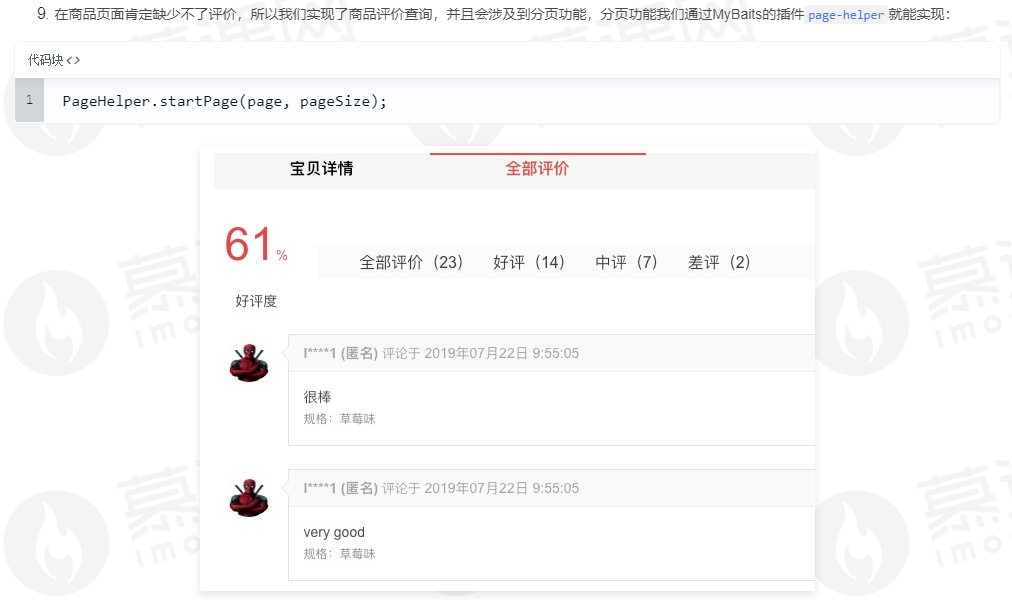 9. 在商品页面肯定缺少不了评价，所以我们实现了商品评价查询，并且会涉及到分页功能，分页功能我们通过MyBaits的插件 page-helper 就能实现：
代码块<>
1 PageHelper.startPage(page, pageSize);
宝贝详情 全部评价
61%
全部评价（23） 好评（14） 中评（7） 差评（2）
好评度
l****1 (匿名) 评论于 2019年07月22日 9:55:05
很棒
规格：草莓味
l****1 (匿名) 评论于 2019年07月22日 9:55:05
very good
规格：草莓味